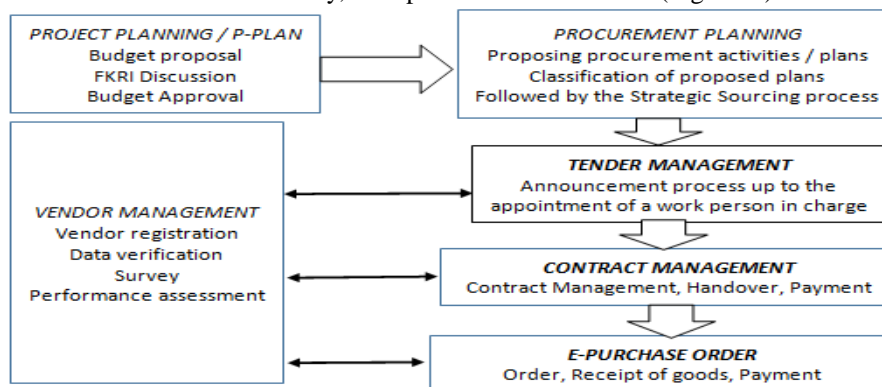 PROJECT PLANNING / P-PLAN
Budget proposal
FKRI Discussion
Budget Approval
PROCUREMENT PLANNING
Proposing procurement activities / plans
Classification of proposed plans
Followed by the Strategic Sourcing process
TENDER MANAGEMENT
Announcement process up to the
appointment of a work person in charge
VENDOR MANAGEMENT
Vendor registration
Data verification
Survey
Performance assessment
CONTRACT MANAGEMENT
Contract Management, Handover, Payment
E-PURCHASE ORDER
Order, Receipt of goods, Payment